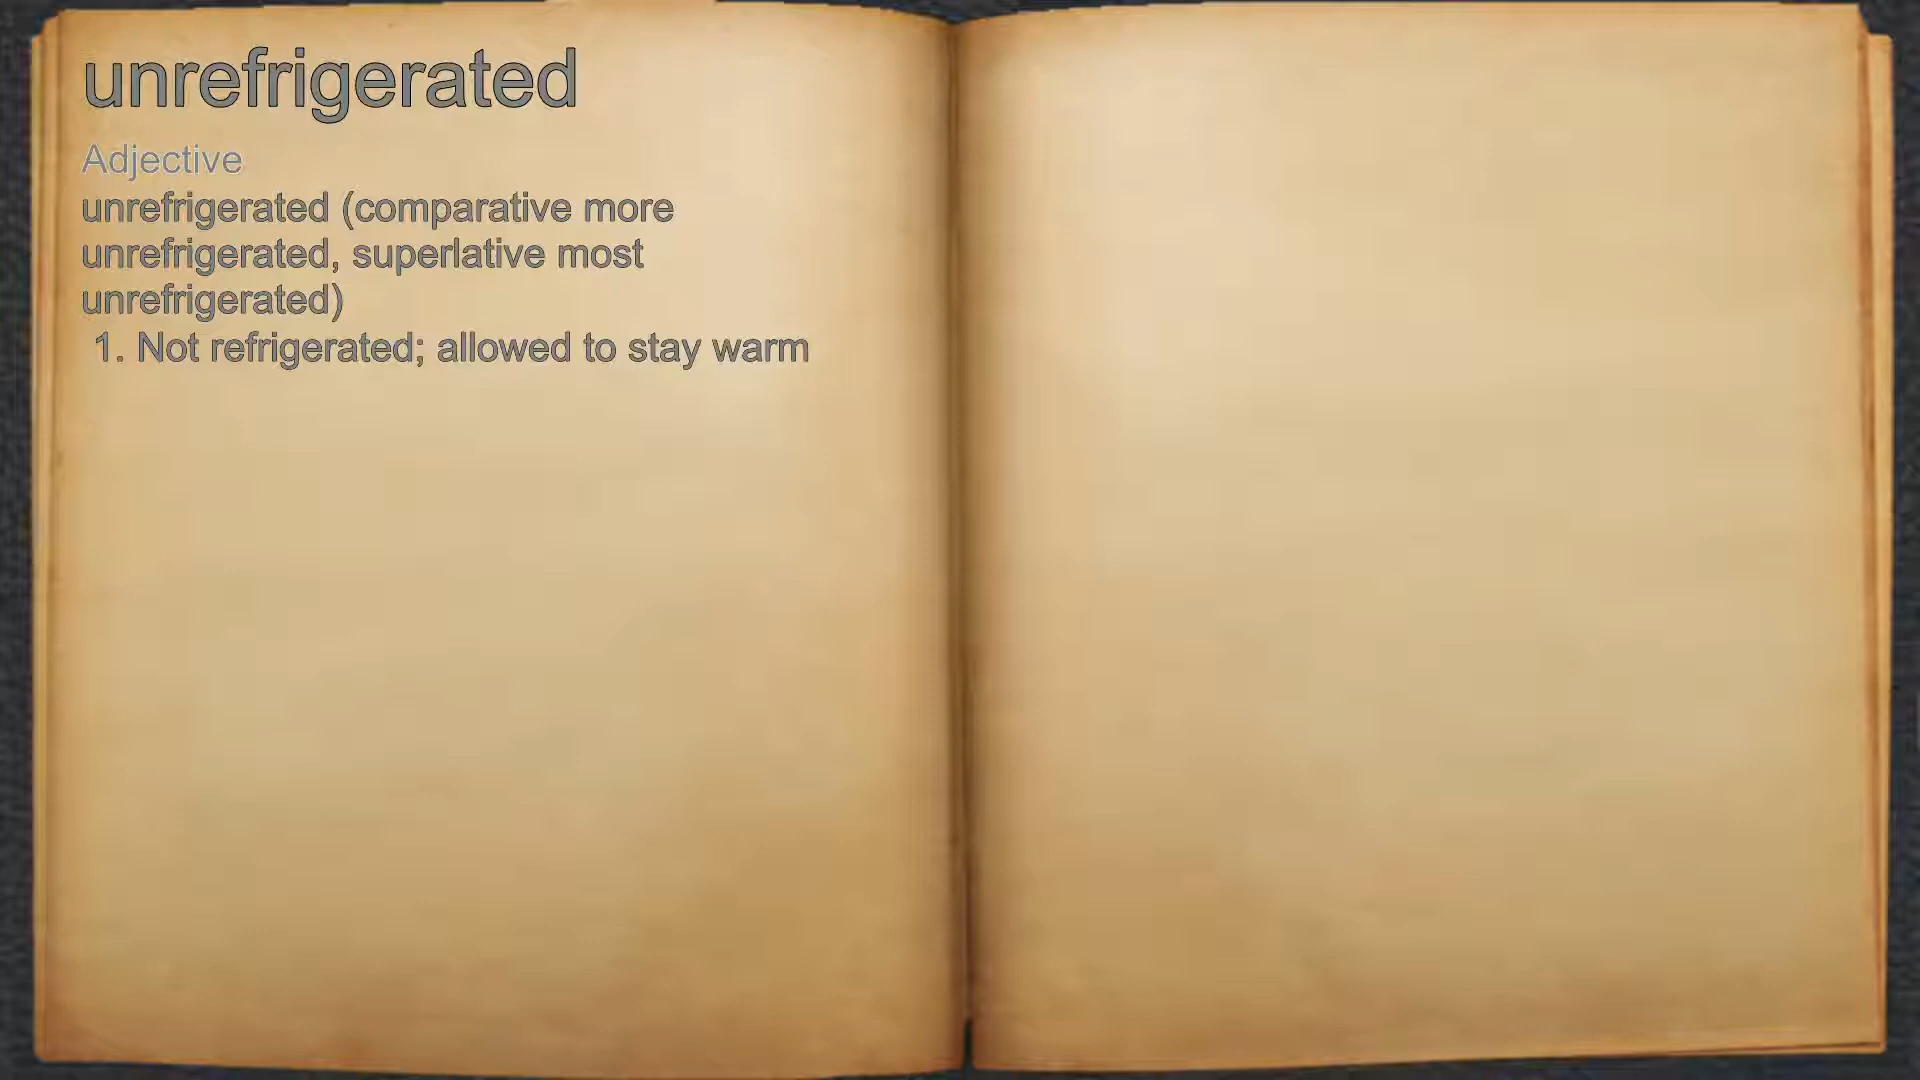 unrefrigerated
Adjective
unrefrigerated (comparative more
unrefrigerated, superlative most
unrefrigerated)
1. Not refrigerated; allowed to stay warm